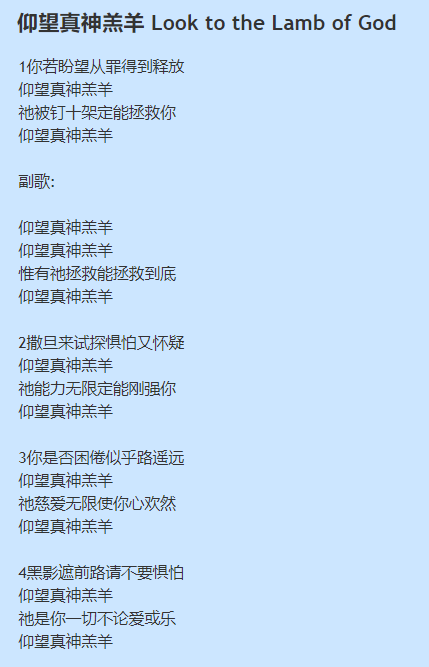 仰望真神羔羊 Look to the Lamb of God
1你若盼望从罪得到释放
仰望真神羔羊
祂被钉十架定能拯救你
仰望真神羔羊
副歌:
仰望真神羔羊
仰望真神羔羊
惟有祂拯救能拯救到底
仰望真神羔羊
2撒旦来试探惧怕又怀疑
仰望真神羔羊
祂能力无限定能刚强你
仰望真神羔羊
3你是否困倦似乎路遥远
仰望真神羔羊
祂慈爱无限使你心欢然
仰望真神羔羊
4黑影遮前路请不要惧怕
仰望真神羔羊
祂是你一切不论爱或乐
仰望真神羔羊